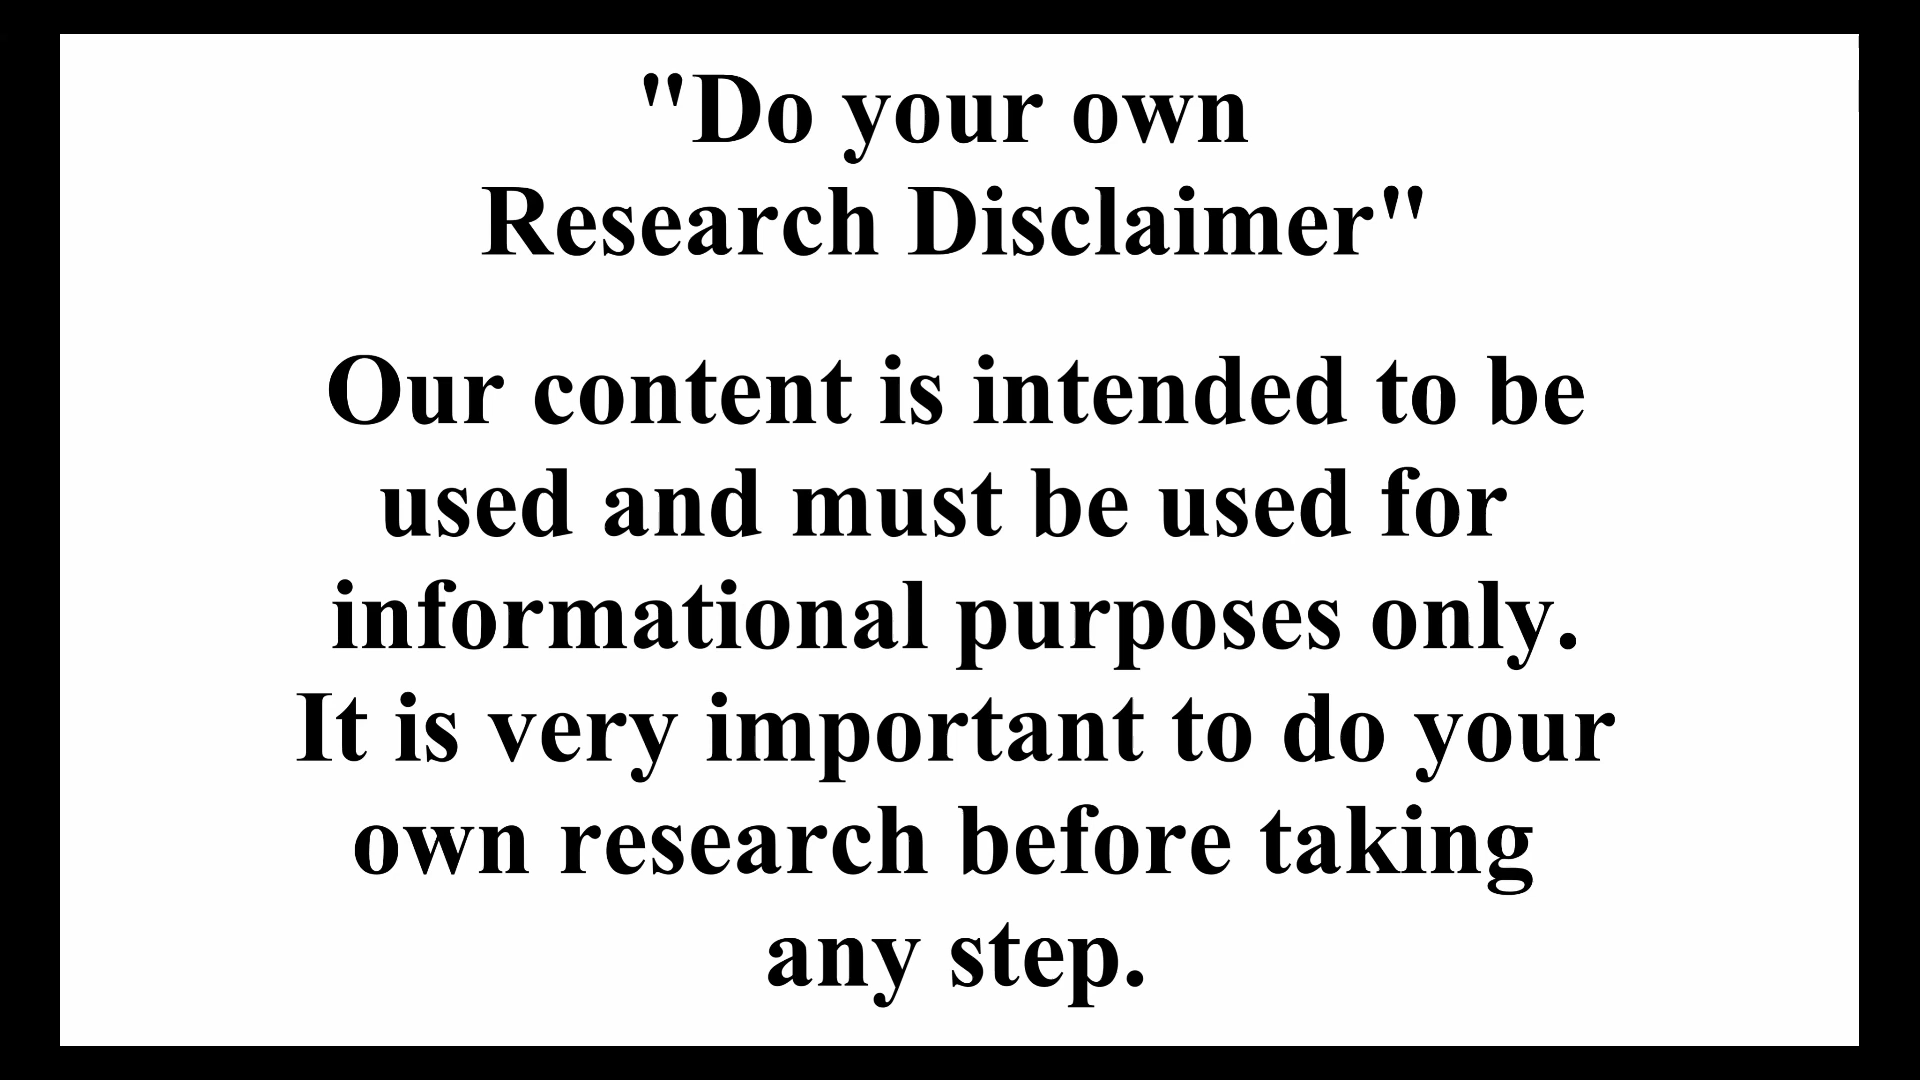 "Do your own
Research Disclaimer"
Our content is intended to be
used and must be used for
informational purposes only.
It is very important to do your
own research before taking
any step.